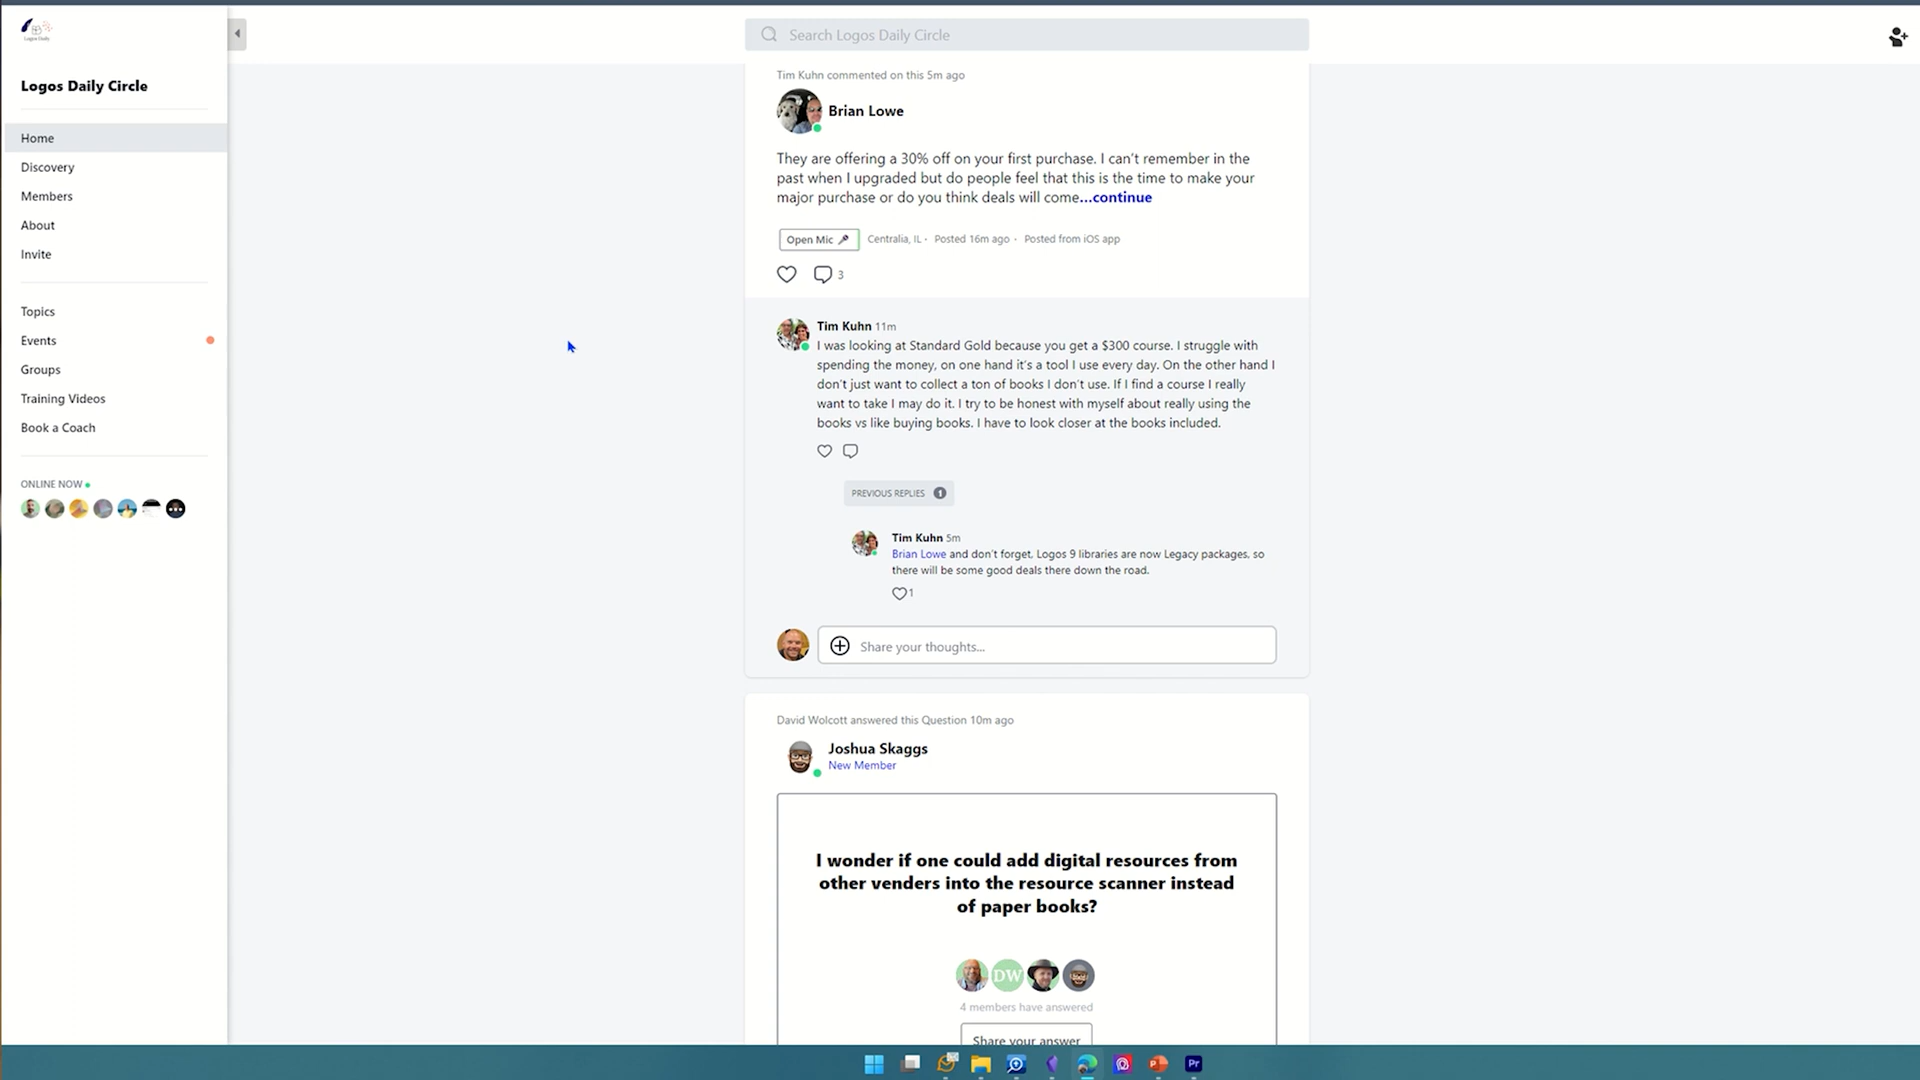 Logos Daily
Search Logos Daily Circle
Logos Daily Circle
Home
Discovery
Members
About
Invite
Topics
Events
Groups
Training Videos
Book a Coach
ONLINE NOW
Tim Kuhn commented on this 5m ago
Brian Lowe
They are offering a 30% off on your first purchase. I can't remember in the
past when I upgraded but do people feel that this is the time to make your
major purchase or do you think deals will come...continue
Open Mic Centralia, IL · Posted 16m ago · Posted from iOS app
3
Tim Kuhn 11m
I was looking at Standard Gold because you get a $300 course. I struggle with
spending the money, on one hand it's a tool I use every day. On the other hand I
don't just want to collect a ton of books I don't use. If I find a course I really
want to take I may do it. I try to be honest with myself about really using the
books vs like buying books. I have to look closer at the books included.
PREVIOUS REPLIES 1
Tim Kuhn 5m
Brian Lowe and don't forget, Logos 9 libraries are now Legacy packages, so
there will be some good deals there down the road.
1
Share your thoughts...
David Wolcott answered this Question 10m ago
Joshua Skaggs
New Member
I wonder if one could add digital resources from
other venders into the resource scanner instead
of paper books?
DW
4 members have answered
Share your answer
Pr